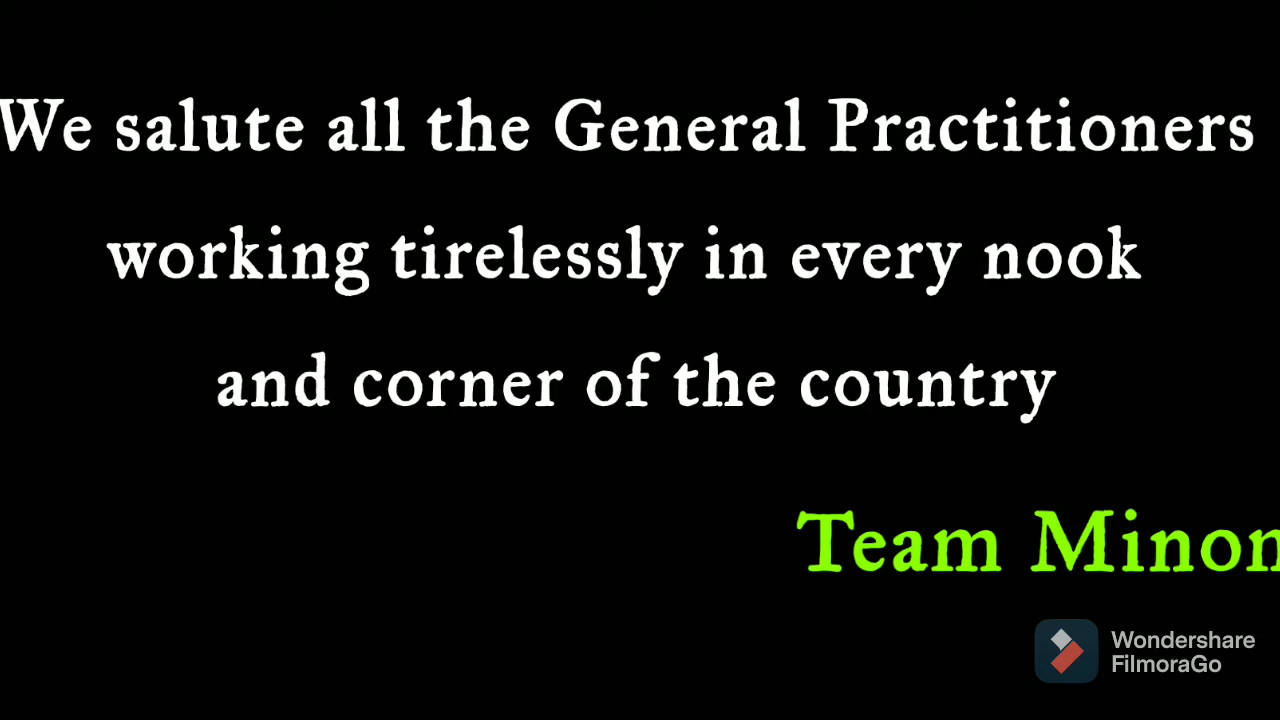 We salute all the General Practitioners
working tirelessly in every nook
and corner of the country
Team Minon
Wondershare
FilmoraGo